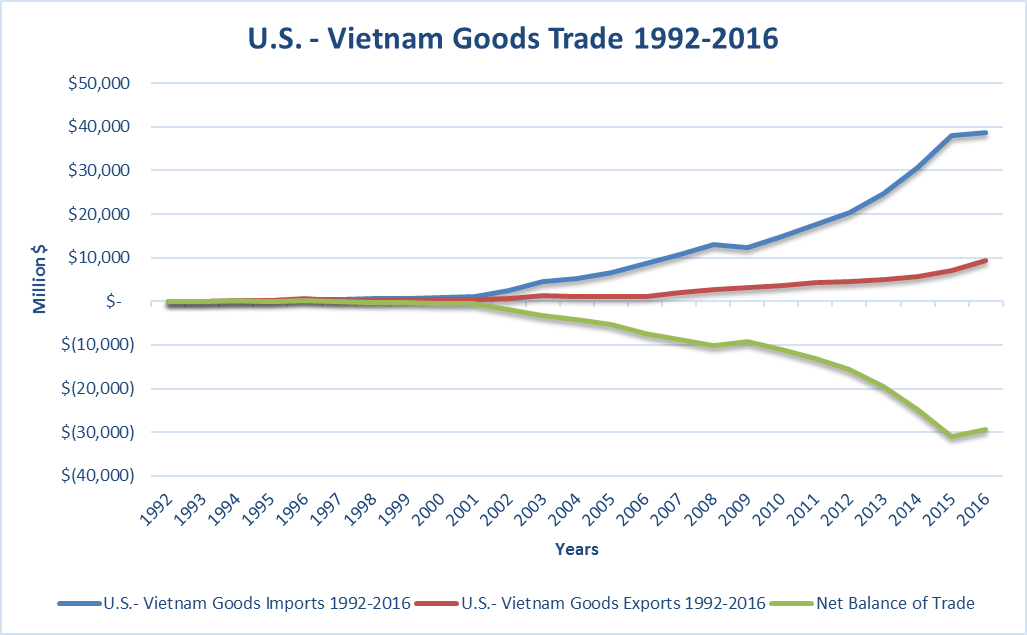 U.S. - Vietnam Goods Trade 1992-2016
$50,000
$40,000
$30,000
$20,000
$10,000
$-
$(10,000)
$(20,000)
$(30,000)
$(40,000)
Million $
1992 1993 1994 1995 1996 1997 1998 1999 2000 2001 2002 2003 2004 2005 2006 2007 2008 2009 2010 2011 2012 2013 2014 2015 2016
Years
U.S.- Vietnam Goods Imports 1992-2016 U.S.- Vietnam Goods Exports 1992-2016 Net Balance of Trade